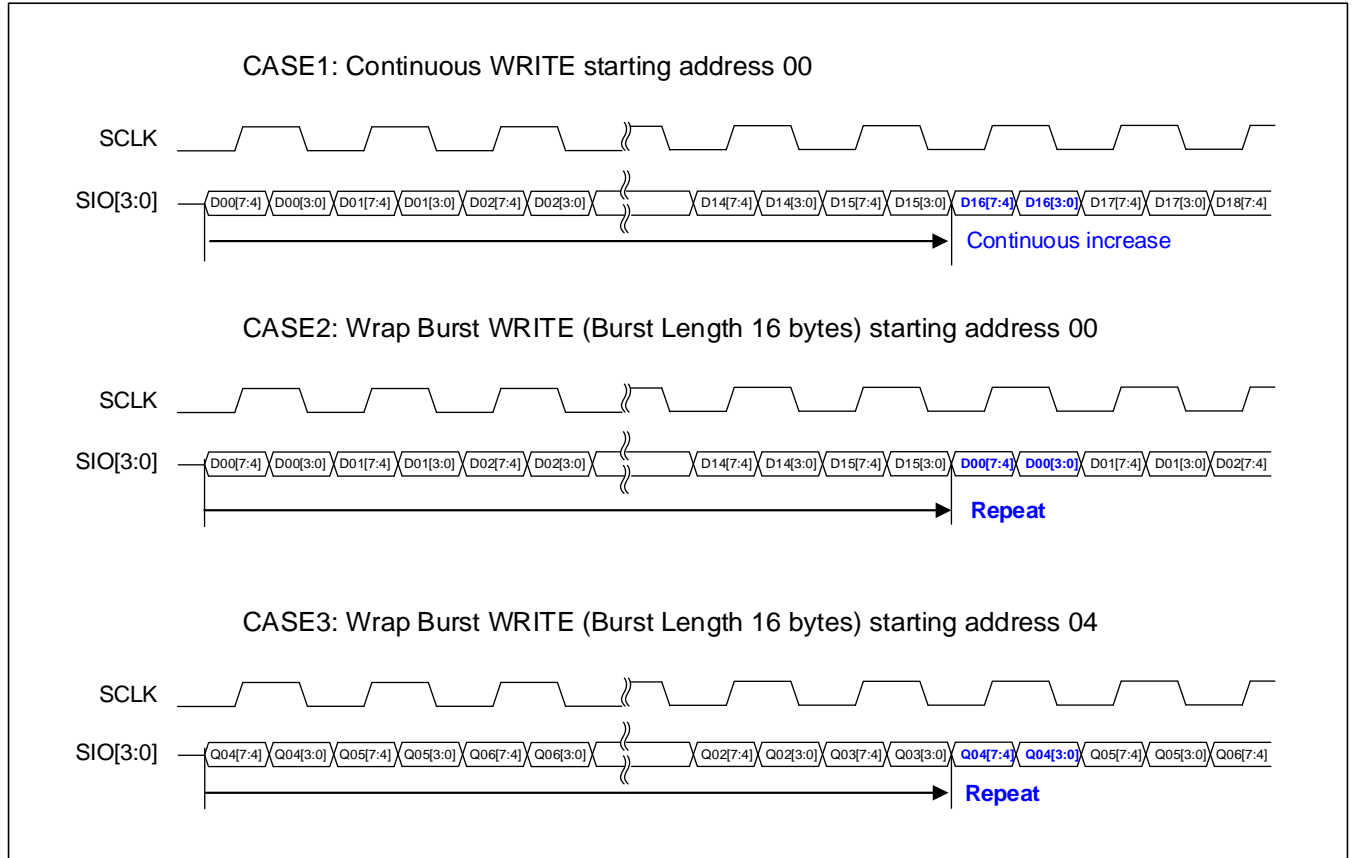 CASE1: Continuous WRITE starting address 00
SCLK
SIO[3:0] D00[7:4] D00[3:0] D01[7:4] D01[3:0] D02[7:4] D02[3:0] D14[7:4] D14[3:0] D15[7:4] D15[3:0] D16[7:4] D16[3:0] D17[7:4] D17[3:0] D18[7:4]
Continuous increase
CASE2: Wrap Burst WRITE (Burst Length 16 bytes) starting address 00
SCLK
SIO[3:0] D00[7:4] D00[3:0] D01[7:4] D01[3:0] D02[7:4] D02[3:0] D14[7:4] D14[3:0] D15[7:4] D15[3:0] D00[7:4] D00[3:0] D01[7:4] D01[3:0] D02[7:4]
Repeat
CASE3: Wrap Burst WRITE (Burst Length 16 bytes) starting address 04
SCLK
SIO[3:0] Q04[7:4] Q04[3:0] Q05[7:4] Q05[3:0] Q06[7:4] Q06[3:0] Q02[7:4] Q02[3:0] Q03[7:4] Q03[3:0] Q04[7:4] Q04[3:0] Q05[7:4] Q05[3:0] Q06[7:4]
Repeat